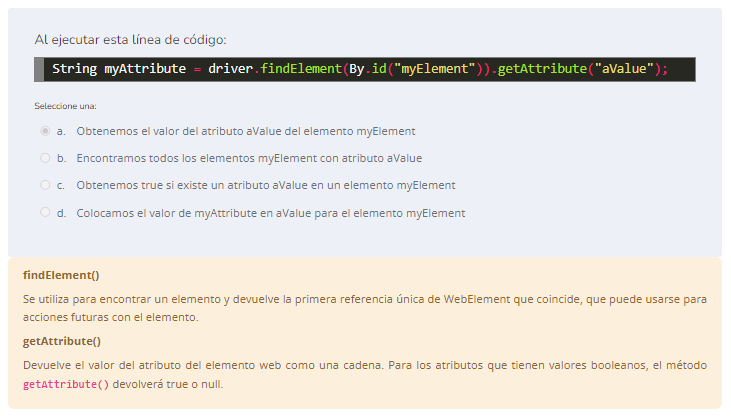 Al ejecutar esta línea de código:
String myAttribute = driver.findElement(By.id("myElement")).getAttribute("aValue");
Seleccione una:
a. Obtenemos el valor del atributo aValue del elemento myElement
b. Encontramos todos los elementos myElement con atributo aValue
c. Obtenemos true si existe un atributo aValue en un elemento myElement
d. Colocamos el valor de myAttribute en aValue para el elemento myElement
findElement()
Se utiliza para encontrar un elemento y devuelve la primera referencia única de WebElement que coincide, que puede usarse para
acciones futuras con el elemento.
getAttribute()
Devuelve el valor del atributo del elemento web como una cadena. Para los atributos que tienen valores booleanos, el método
getAttribute() devolverá true o null.